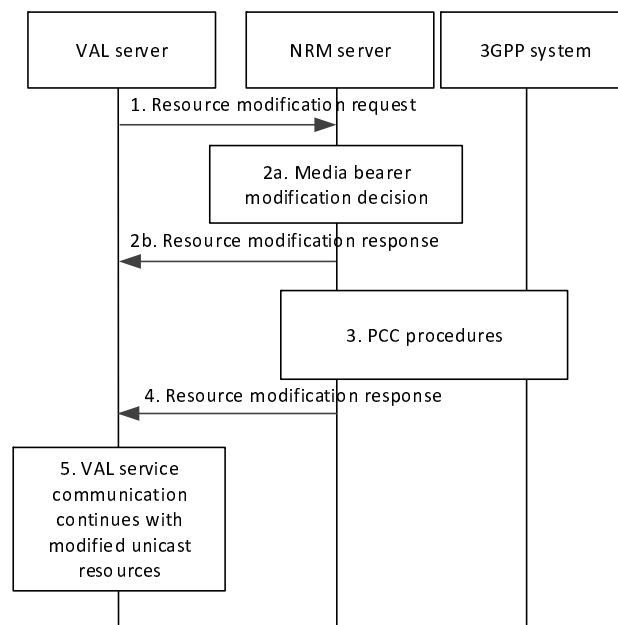 VAL server
NRM server
3GPP system
1. Resource modification request
2a. Media bearer
modification decision
2b. Resource modification response
3. PCC procedures
4. Resource modification response
5. VAL service
communication
continues with
modified unicast
resources